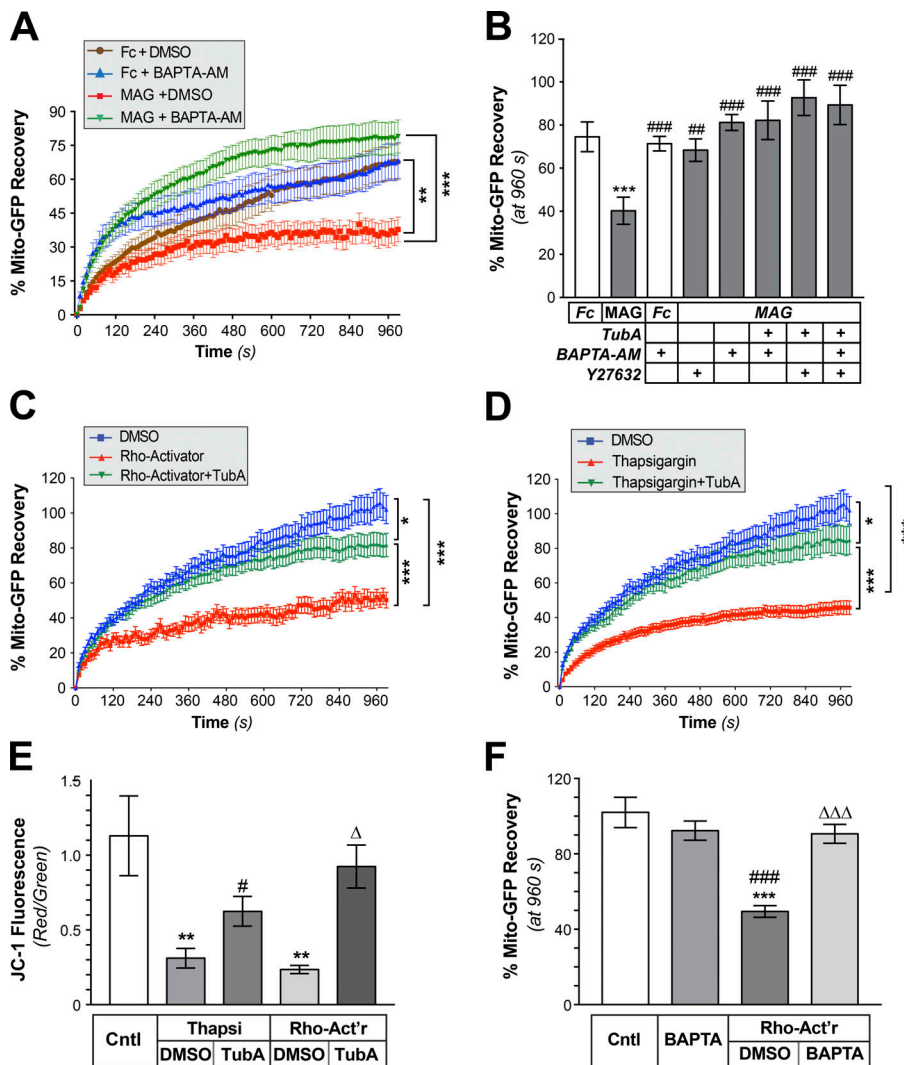 A
Fc + DMSO
Fc + BAPTA-AM
MAG +DMSO
MAG + BAPTA-AM
% Mito-GFP Recovery
90
75
60
45
30
15
0
0 120 240 360 480 600 720 840 960
Time (s)
**
***
B
% Mito-GFP Recovery
(at 960 s)
120
100
80
60
40
20
0
***
###
##
###
###
###
###
Fc MAG Fc MAG
TubA + + +
BAPTA-AM + + + +
Y27632 + + +
C
DMSO
Rho-Activator
Rho-Activator+TubA
% Mito-GFP Recovery
120
100
80
60
40
20
0
0 120 240 360 480 600 720 840 960
Time (s)
*
***
***
D
DMSO
Thapsigargin
Thapsigargin+TubA
% Mito-GFP Recovery
120
100
80
60
40
20
0
0 120 240 360 480 600 720 840 960
Time (s)
*
***
E
JC-1 Fluorescence
(Red/Green)
1.5
1.0
0.5
0
**
#
**
Δ
Cntl Thapsi Rho-Act'r
DMSO TubA DMSO TubA
F
% Mito-GFP Recovery
(at 960 s)
120
80
60
40
20
0
###
***
ΔΔΔ
Cntl BAPTA Rho-Act'r
DMSO BAPTA